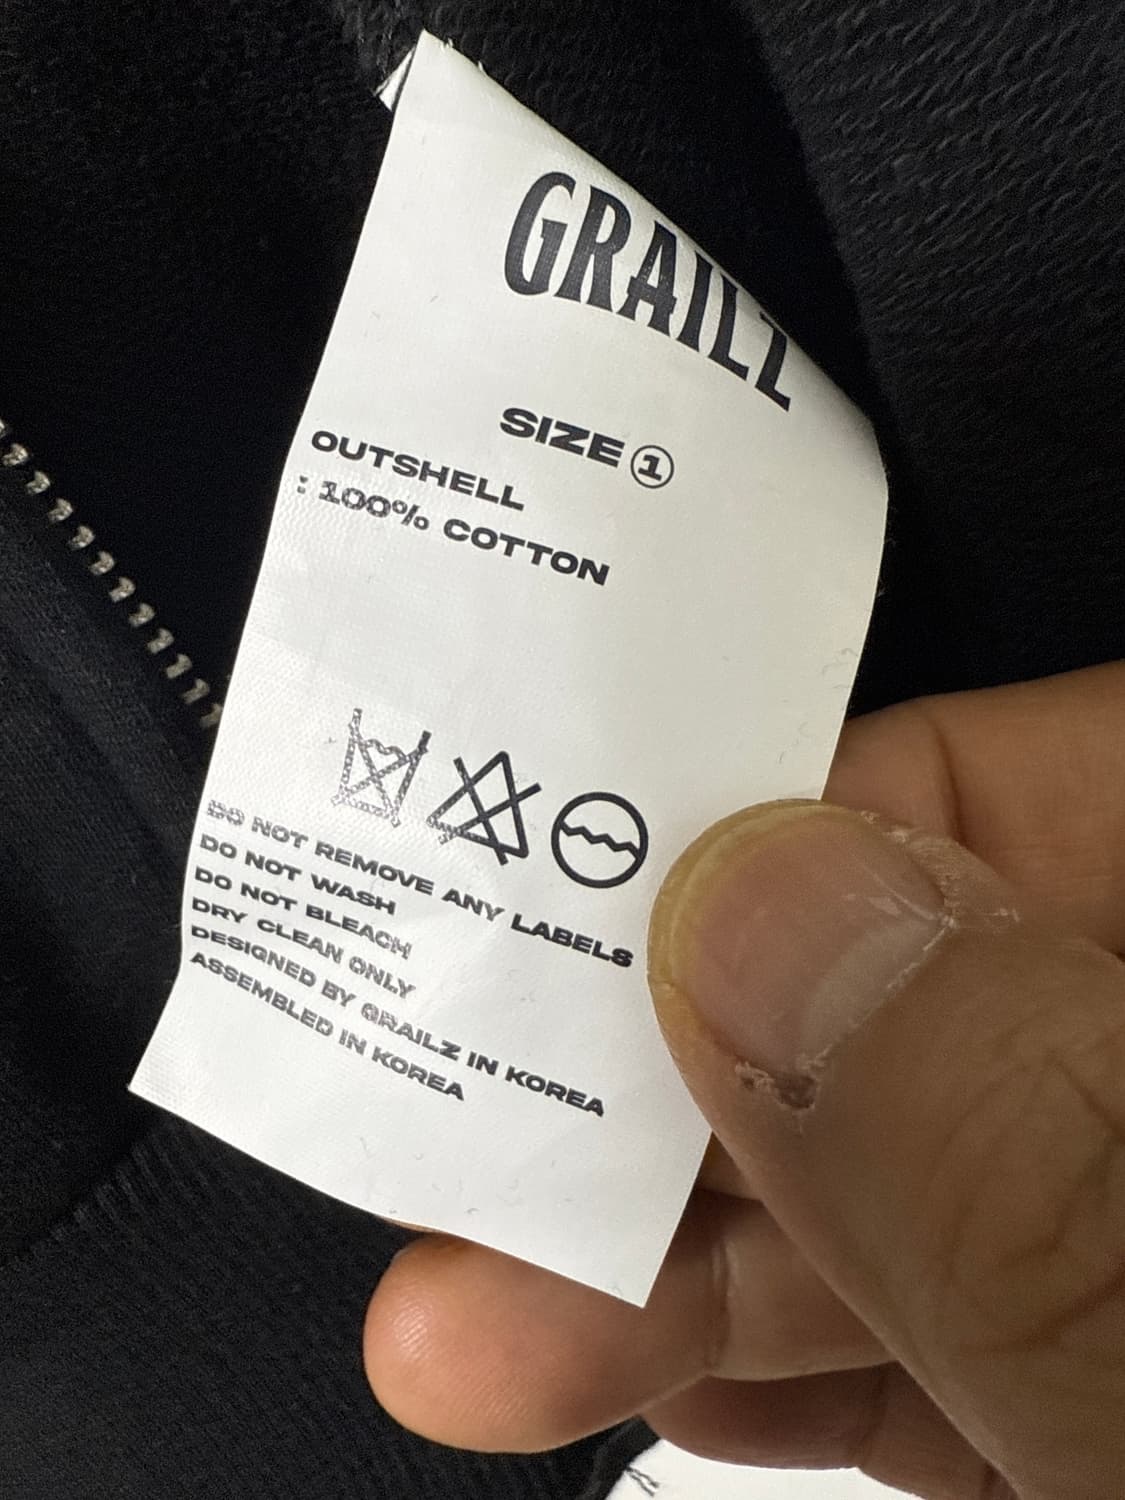 GRAILZ
SIZE ①
OUTSHELL
: 100% COTTON
DO NOT REMOVE ANY LABELS
DO NOT WASH
DO NOT BLEACH
DRY CLEAN ONLY
DESIGNED BY GRAILZ IN KOREA
ASSEMBLED IN KOREA